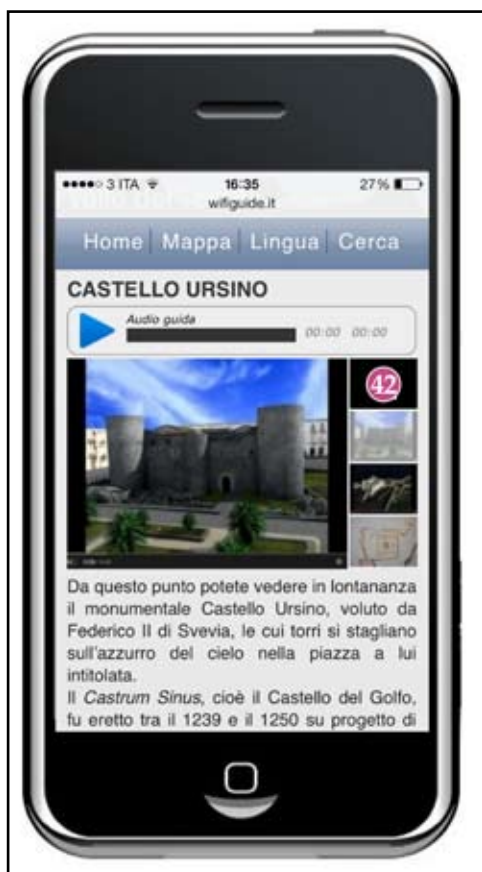 3 ITA 16:35 27%
wifiguide.it
Home Mappa Lingua Cerca
CASTELLO URSINO
Audio guida
00:00 00:00
42
Da questo punto potete vedere in lontananza
il monumentale Castello Ursino, voluto da
Federico II di Svevia, le cui torri si stagliano
sull'azzurro del cielo nella piazza a lui
intitolata.
Il Castrum Sinus, cioè il Castello del Golfo,
fu eretto tra il 1239 e il 1250 su progetto di